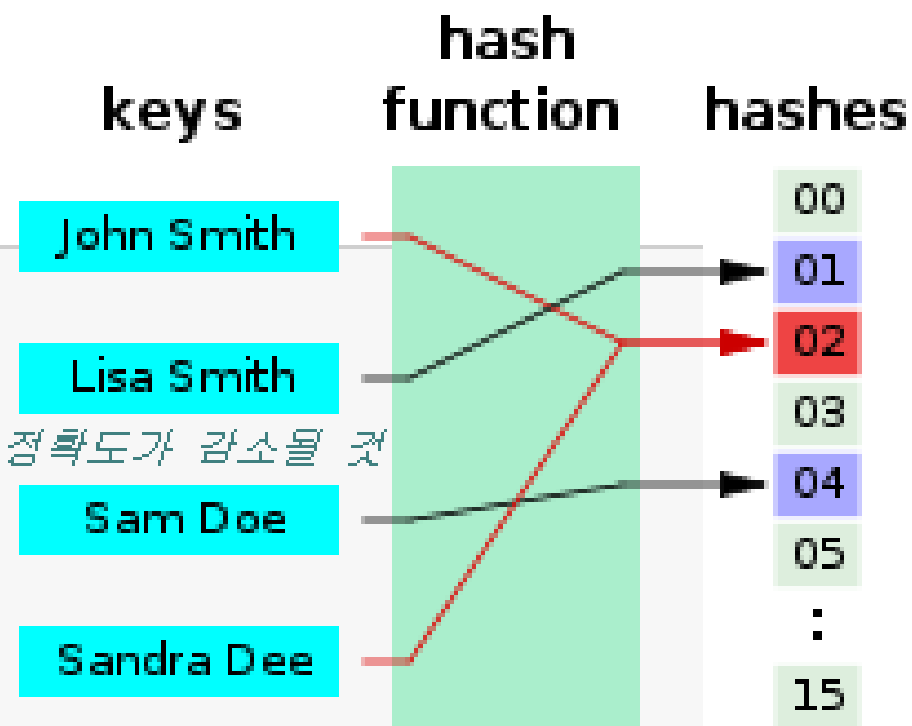 hash
keys function hashes
00
John Smith
01
02
Lisa Smith
03
정확도가 감소될 것
04
Sam Doe
05
:
Sandra Dee
15